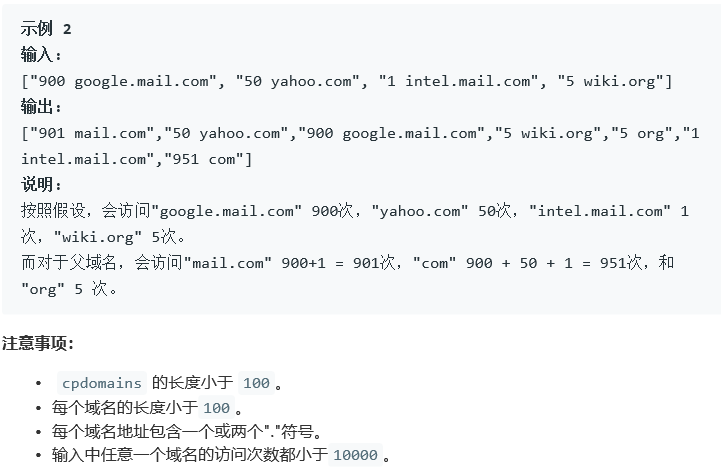 示例 2
输入：
["900 google.mail.com", "50 yahoo.com", "1 intel.mail.com", "5 wiki.org"]
输出：
["901 mail.com","50 yahoo.com","900 google.mail.com","5 wiki.org","5 org","1
intel.mail.com","951 com"]
说明：
按照假设，会访问"google.mail.com" 900次，"yahoo.com" 50次，"intel.mail.com" 1
次，"wiki.org" 5次。
而对于父域名，会访问"mail.com" 900+1 = 901次，"com" 900 + 50 + 1 = 951次，和
"org" 5 次。
注意事项：
• cpdomains 的长度小于 100。
• 每个域名的长度小于100。
• 每个域名地址包含一个或两个"."符号。
• 输入中任意一个域名的访问次数都小于10000。